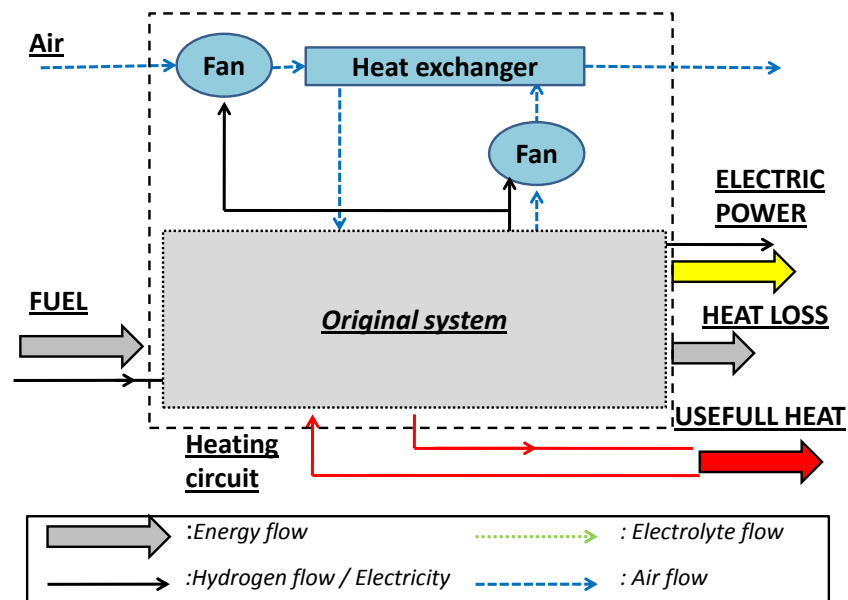 Air
Fan
Heat exchanger
Fan
ELECTRIC
POWER
FUEL
Original system
HEAT LOSS
USEFULL HEAT
Heating
circuit
:Energy flow
: Electrolyte flow
:Hydrogen flow / Electricity
: Air flow